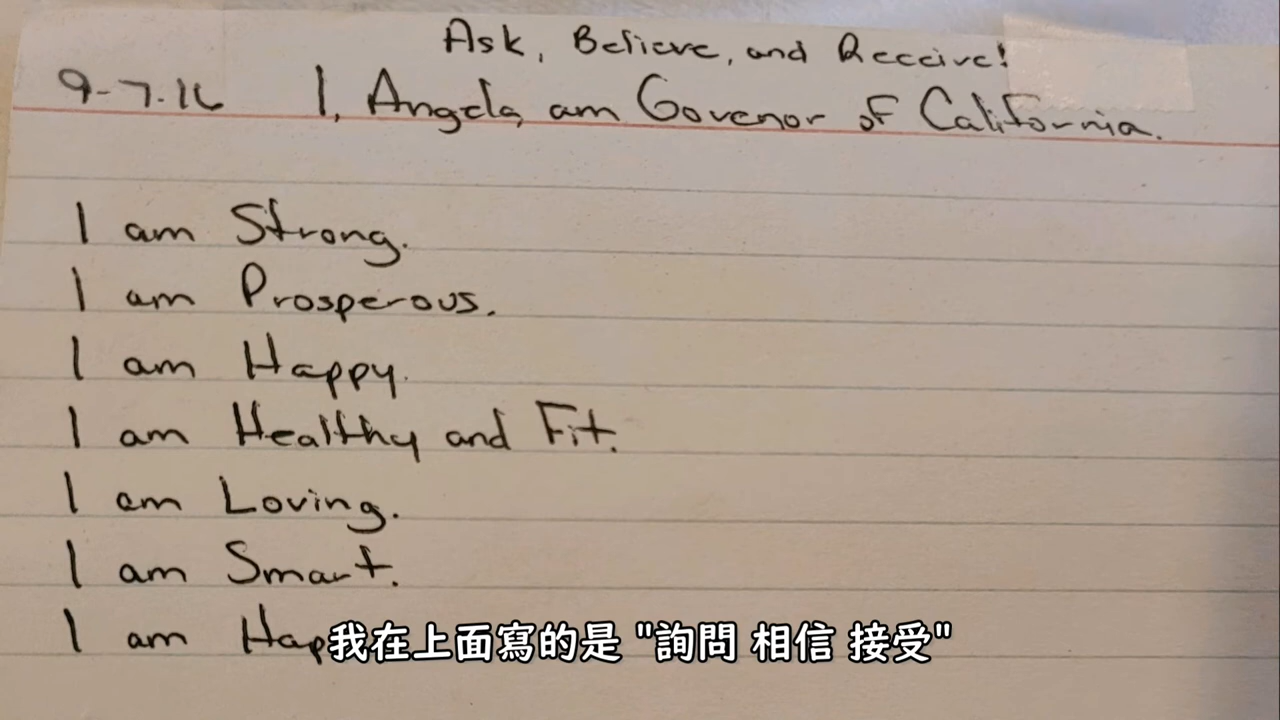 Ask, Believe, and Receive!
9-7-16 I, Angela, am Govenor of California.
I am Strong.
I am Prosperous.
I am Happy.
I am Healthy and Fit.
I am Loving.
I am Smart.
I am
我在上面寫的是 "詢問 相信 接受"